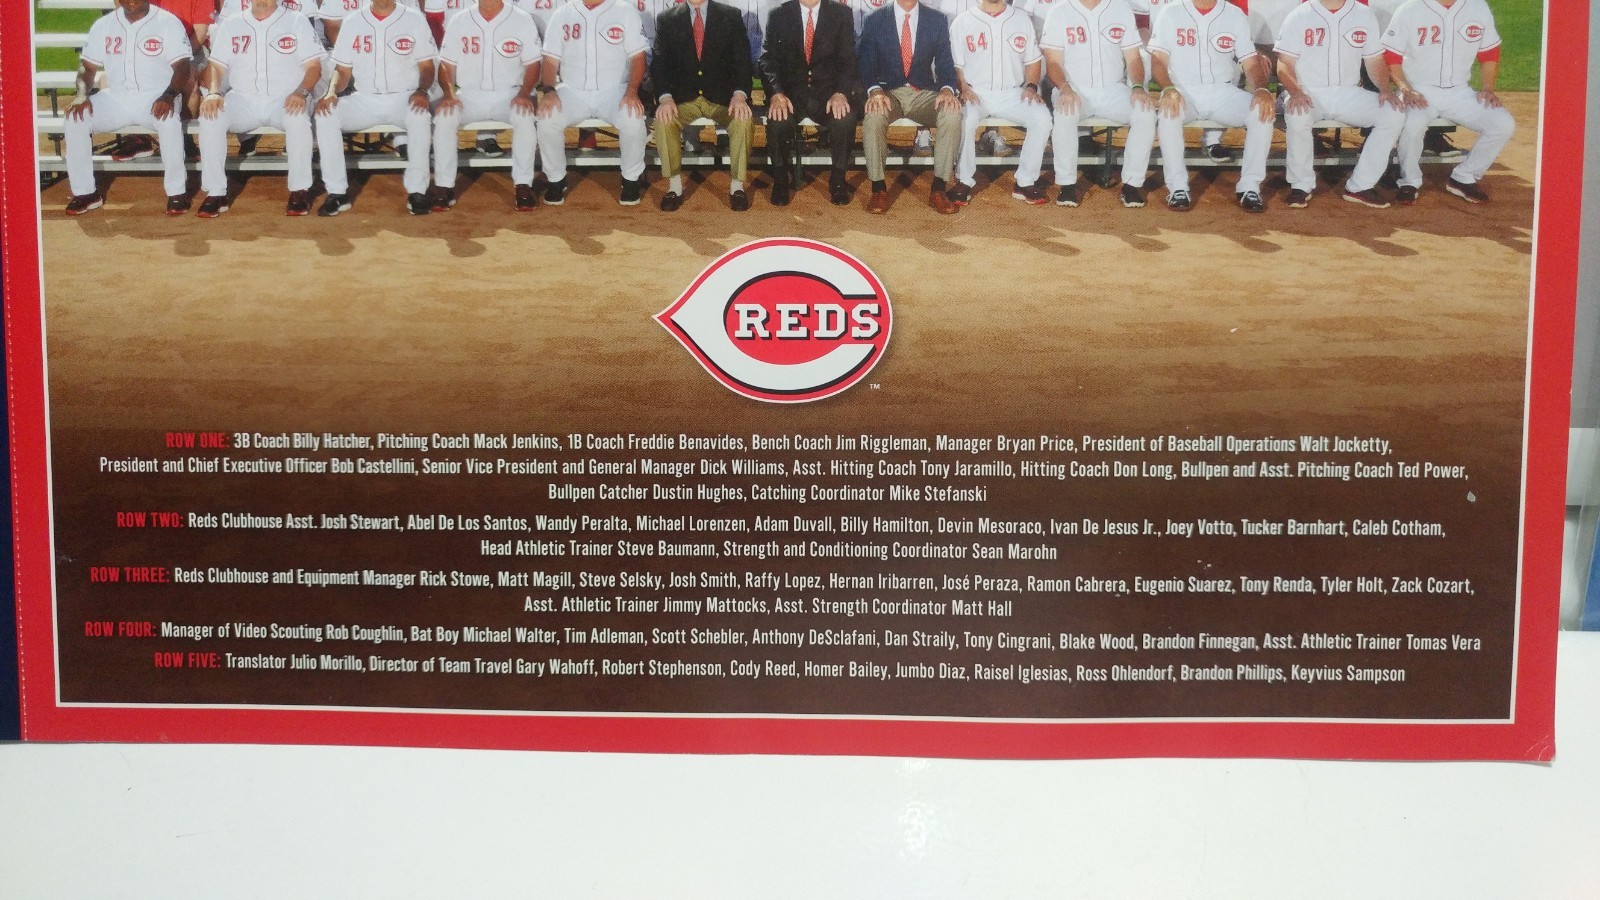 22 REDS 57 REDS 45 REDS 35 REDS 38 REDS 64 REDS 59 REDS 56 REDS 87 REDS 72 REDS
REDS
TM
ROW ONE: 3B Coach Billy Hatcher, Pitching Coach Mack Jenkins, 1B Coach Freddie Benavides, Bench Coach Jim Riggleman, Manager Bryan Price, President of Baseball Operations Walt Jocketty,
President and Chief Executive Officer Bob Castellini, Senior Vice President and General Manager Dick Williams, Asst. Hitting Coach Tony Jaramillo, Hitting Coach Don Long, Bullpen and Asst. Pitching Coach Ted Power,
Bullpen Catcher Dustin Hughes, Catching Coordinator Mike Stefanski
ROW TWO: Reds Clubhouse Asst. Josh Stewart, Abel De Los Santos, Wandy Peralta, Michael Lorenzen, Adam Duvall, Billy Hamilton, Devin Mesoraco, Ivan De Jesus Jr., Joey Votto, Tucker Barnhart, Caleb Cotham,
Head Athletic Trainer Steve Baumann, Strength and Conditioning Coordinator Sean Marohn
ROW THREE: Reds Clubhouse and Equipment Manager Rick Stowe, Matt Magill, Steve Selsky, Josh Smith, Raffy Lopez, Hernan Iribarren, José Peraza, Ramon Cabrera, Eugenio Suarez, Tony Renda, Tyler Holt, Zack Cozart,
Asst. Athletic Trainer Jimmy Mattocks, Asst. Strength Coordinator Matt Hall
ROW FOUR: Manager of Video Scouting Rob Coughlin, Bat Boy Michael Walter, Tim Adleman, Scott Schebler, Anthony DeSclafani, Dan Straily, Tony Cingrani, Blake Wood, Brandon Finnegan, Asst. Athletic Trainer Tomas Vera
ROW FIVE: Translator Julio Morillo, Director of Team Travel Gary Wahoff, Robert Stephenson, Cody Reed, Homer Bailey, Jumbo Diaz, Raisel Iglesias, Ross Ohlendorf, Brandon Phillips, Keyvius Sampson